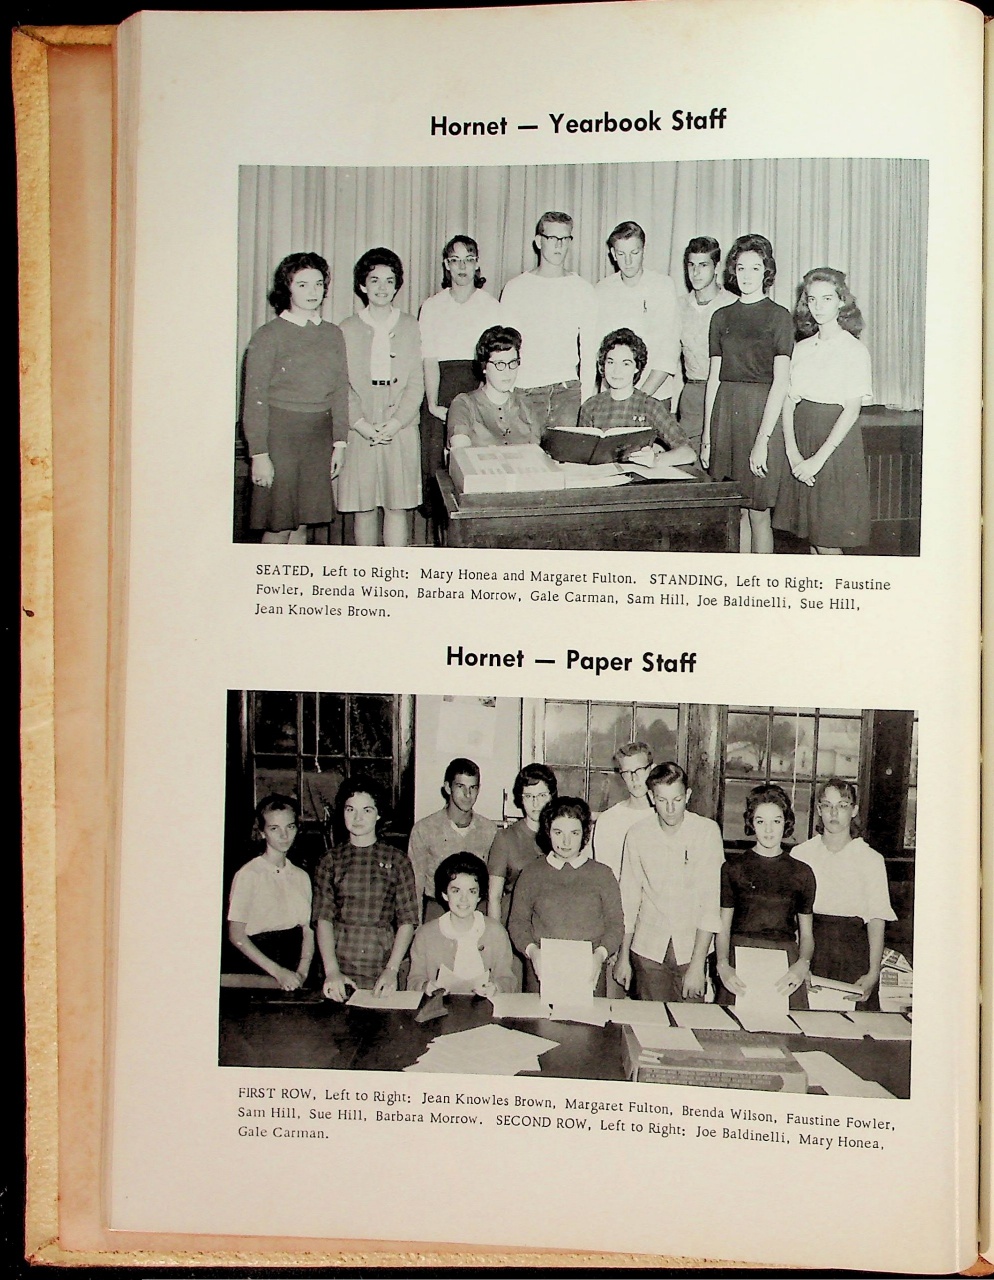 Hornet — Yearbook Staff
SEATED, Left to Right: Mary Honea and Margaret Fulton. STANDING, Left to Right: Faustine
Fowler, Brenda Wilson, Barbara Morrow, Gale Carman, Sam Hill, Joe Baldinelli, Sue Hill,
Jean Knowles Brown.
Hornet — Paper Staff
FIRST ROW, Left to Right: Jean Knowles Brown, Margaret Fulton, Brenda Wilson, Faustine Fowler,
Sam Hill, Sue Hill, Barbara Morrow. SECOND ROW, Left to Right: Joe Baldinelli, Mary Honea,
Gale Carman.